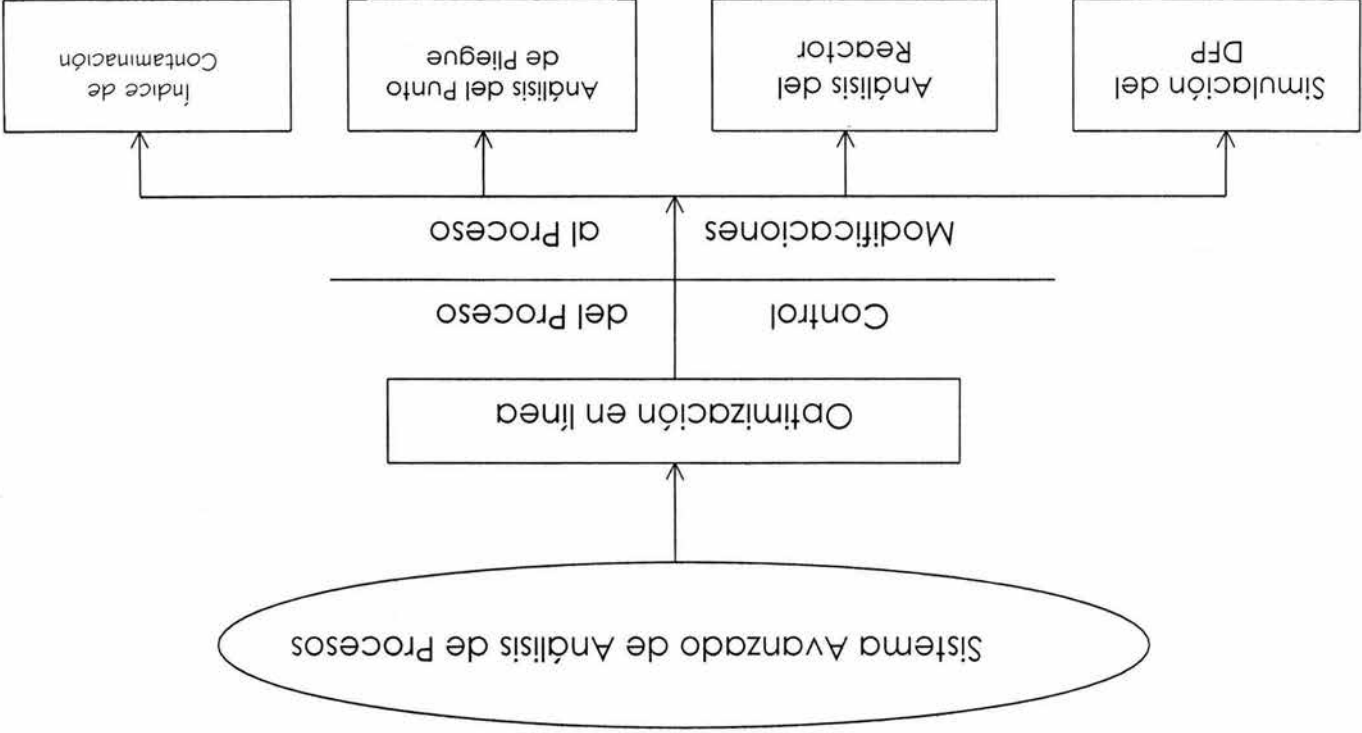 Sistema Avanzado de Análisis de Procesos
Optimización en línea
Control del Proceso
Modificaciones al Proceso
Simulación del
DFP
Análisis del
Reactor
Análisis del Punto
de Pliegue
Índice de
Contaminación